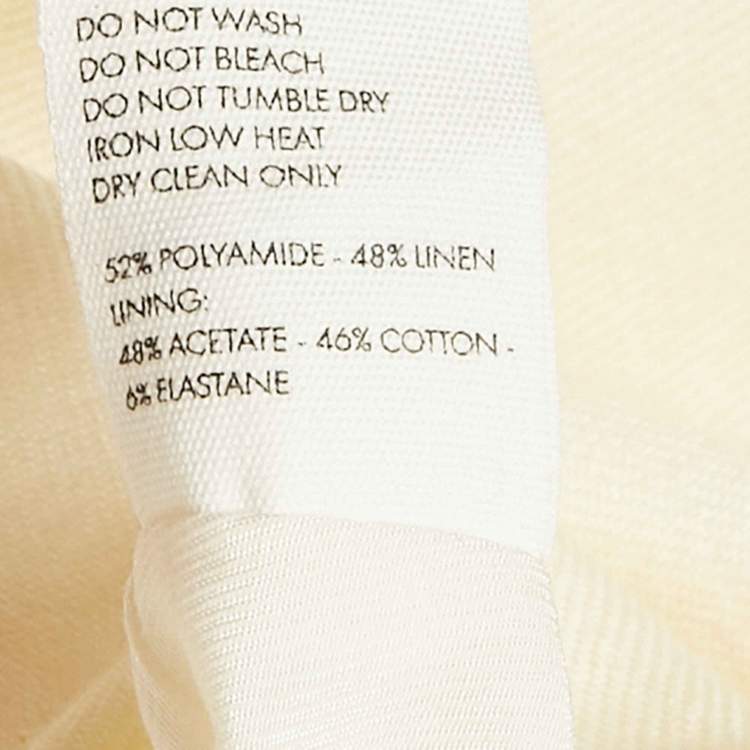 DO NOT WASH
DO NOT BLEACH
DO NOT TUMBLE DRY
IRON LOW HEAT
DRY CLEAN ONLY
52% POLYAMIDE - 48% LINEN
LINING:
48% ACETATE - 46% COTTON -
6% ELASTANE